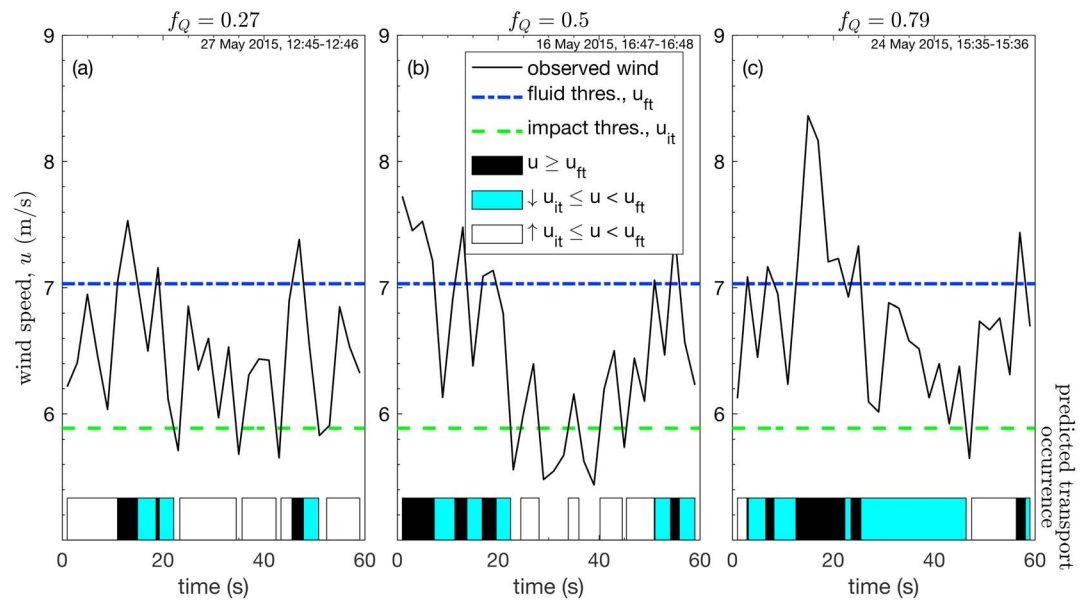 f_Q = 0.27
f_Q = 0.5
f_Q = 0.79
27 May 2015, 12:45-12:46
16 May 2015, 16:47-16:48
24 May 2015, 15:35-15:36
(a)
(b)
(c)
observed wind
fluid thres., u_ft
impact thres., u_it
u ≥ u_ft
↓ u_it ≤ u < u_ft
↑ u_it ≤ u < u_ft
wind speed, u (m/s)
9
8
7
6
9
8
7
6
9
8
7
6
predicted transport
occurrence
0 20 40 60
0 20 40 60
0 20 40 60
time (s)
time (s)
time (s)